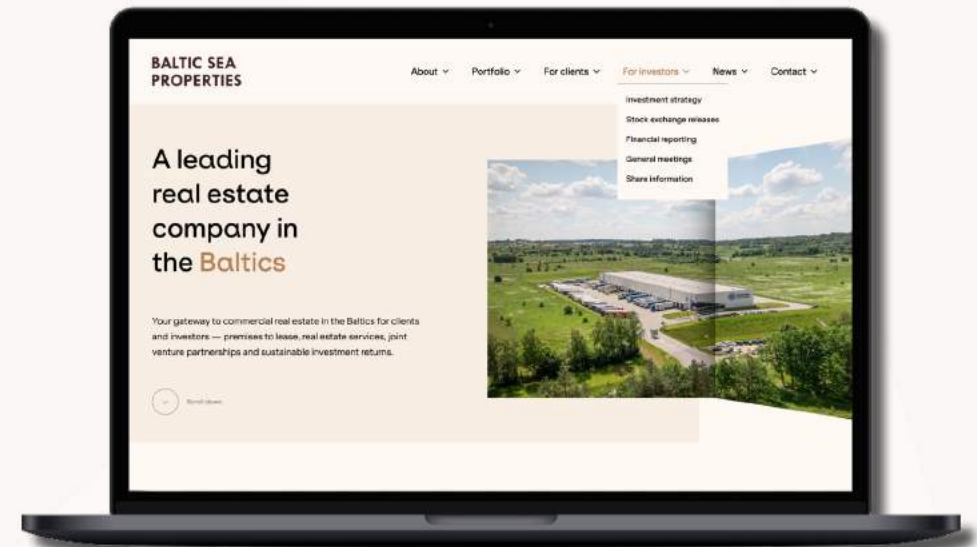 BALTIC SEA
PROPERTIES
About
Portfolio
For clients
For investors
News
Contact
Investment strategy
Stock exchange releases
Financial reporting
General meetings
Share information
A leading
real estate
company in
the Baltics
Your gateway to commercial real estate in the Baltics for clients
and investors — premises to lease, real estate services, joint
venture partnerships and sustainable investment returns.
Scroll down